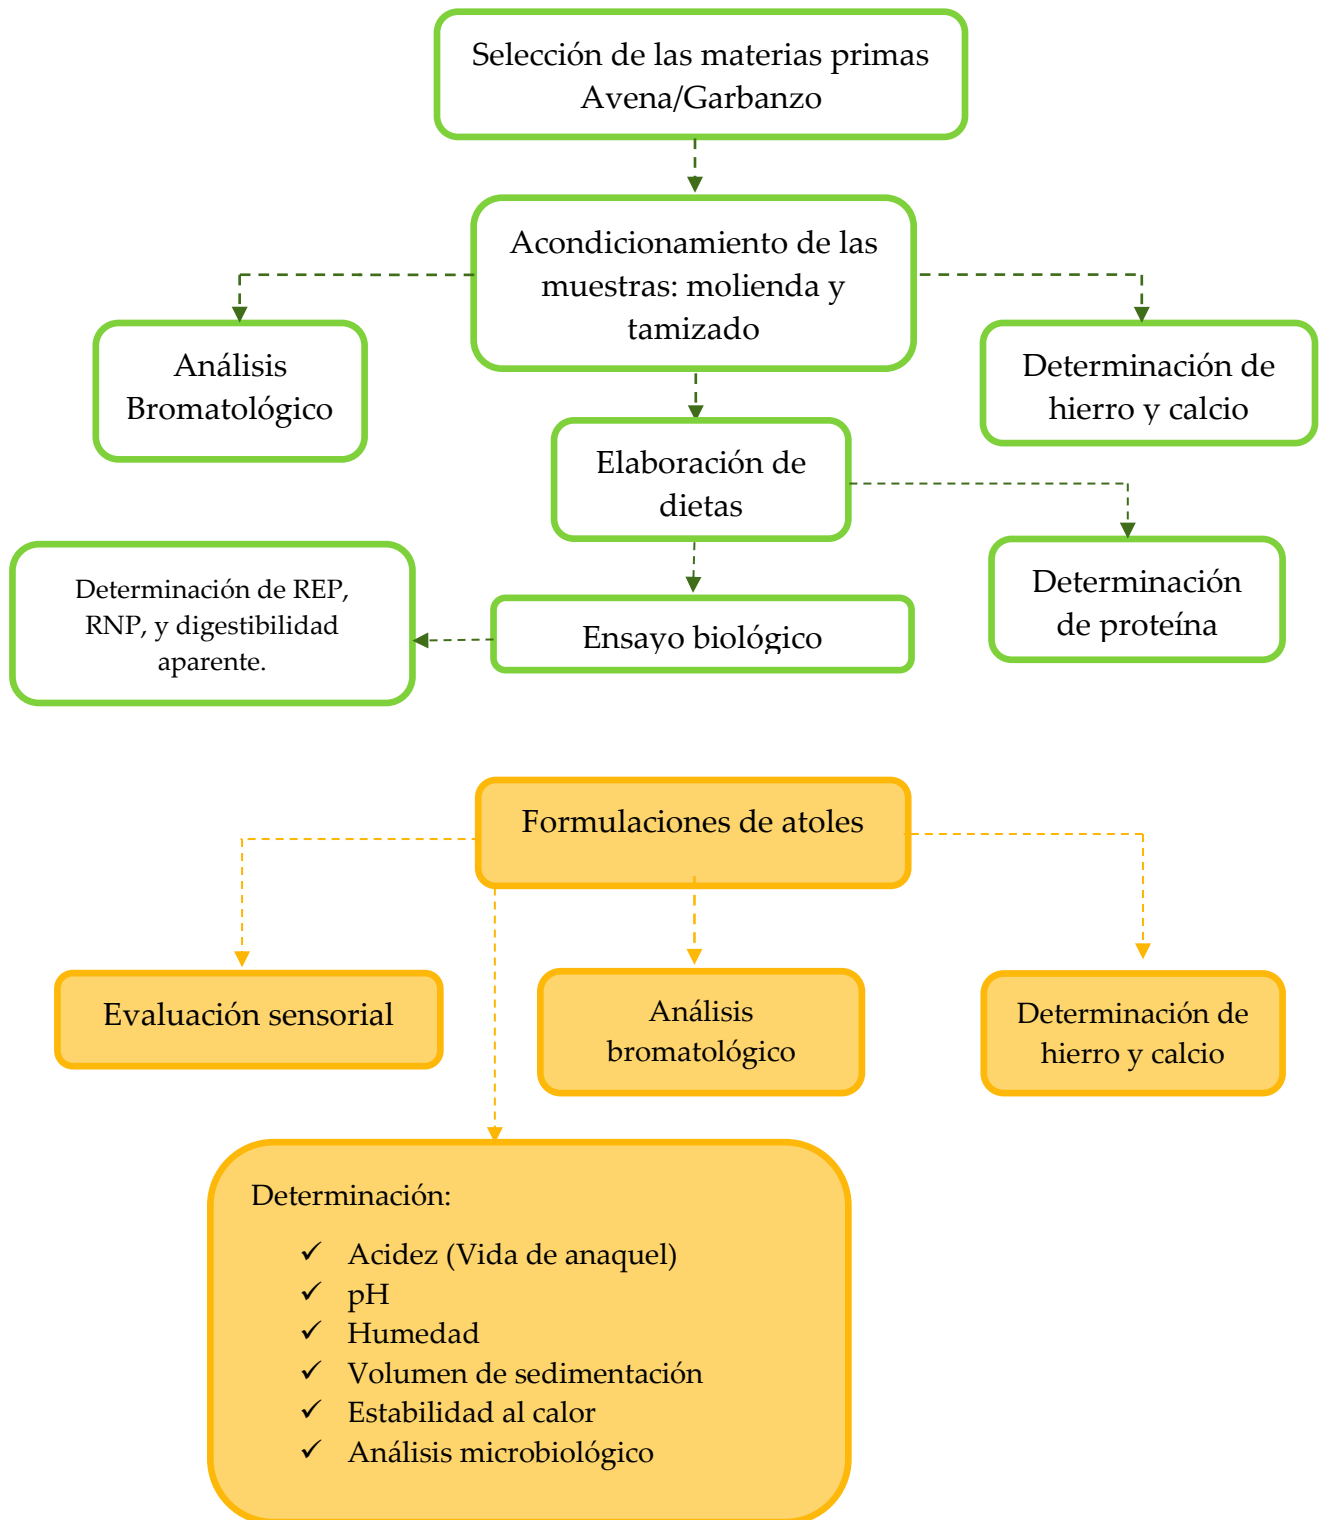 Selección de las materias primas
Avena/Garbanzo
Acondicionamiento de las
muestras: molienda y
tamizado
Análisis
Bromatológico
Determinación de
hierro y calcio
Elaboración de
dietas
Determinación
de proteína
Determinación de REP,
RNP, y digestibilidad
aparente.
Ensayo biológico
Formulaciones de atoles
Evaluación sensorial
Análisis
bromatológico
Determinación de
hierro y calcio
Determinación:
✓ Acidez (Vida de anaquel)
✓ pH
✓ Humedad
✓ Volumen de sedimentación
✓ Estabilidad al calor
✓ Análisis microbiológico